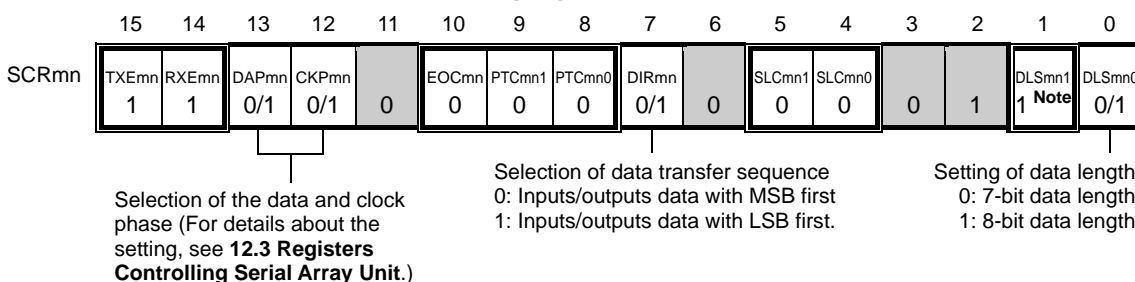 15 14 13 12 11 10 9 8 7 6 5 4 3 2 1 0
SCRmn TXEmn RXEmn DAPmn CKPmn EOCmn PTCmn1 PTCmn0 DIRmn SLCmn1 SLCmn0 DLSmn1 DLSmn0
1 1 0/1 0/1 0 0 0 0 0/1 0 0 0 0 1 1 Note 0/1
Selection of data transfer sequence
0: Inputs/outputs data with MSB first
1: Inputs/outputs data with LSB first.
Setting of data length
0: 7-bit data length
1: 8-bit data length
Selection of the data and clock
phase (For details about the
setting, see 12.3 Registers
Controlling Serial Array Unit.)